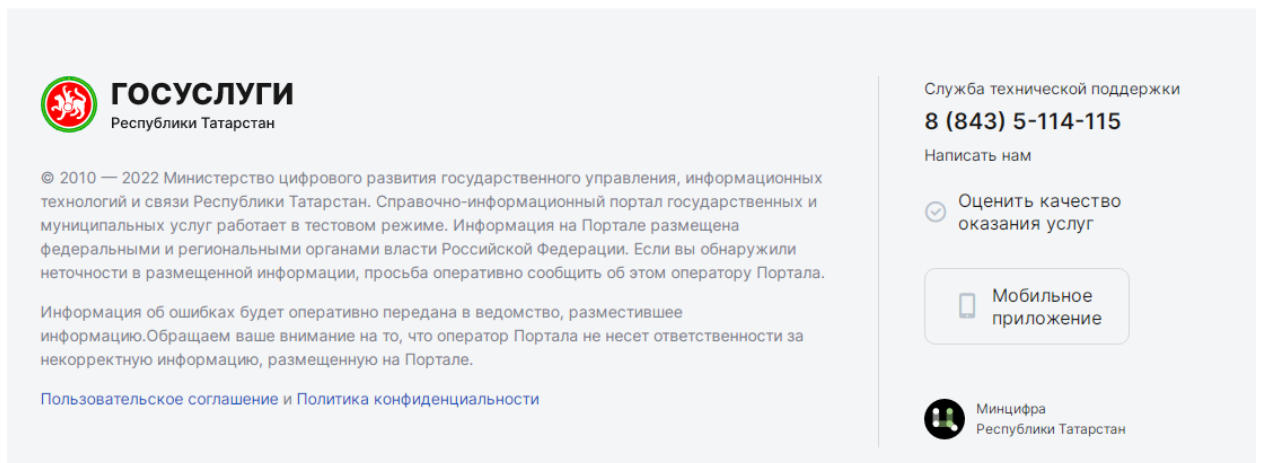 ГОСУСЛУГИ
Республики Татарстан
© 2010 — 2022 Министерство цифрового развития государственного управления, информационных
технологий и связи Республики Татарстан. Справочно-информационный портал государственных и
муниципальных услуг работает в тестовом режиме. Информация на Портале размещена
федеральными и региональными органами власти Российской Федерации. Если вы обнаружили
неточности в размещенной информации, просьба оперативно сообщить об этом оператору Портала.
Информация об ошибках будет оперативно передана в ведомство, разместившее
информацию.Обращаем ваше внимание на то, что оператор Портала не несет ответственности за
некорректную информацию, размещенную на Портале.
Пользовательское соглашение и Политика конфиденциальности
Служба технической поддержки
8 (843) 5-114-115
Написать нам
Оценить качество
оказания услуг
Мобильное
приложение
Минцифра
Республики Татарстан